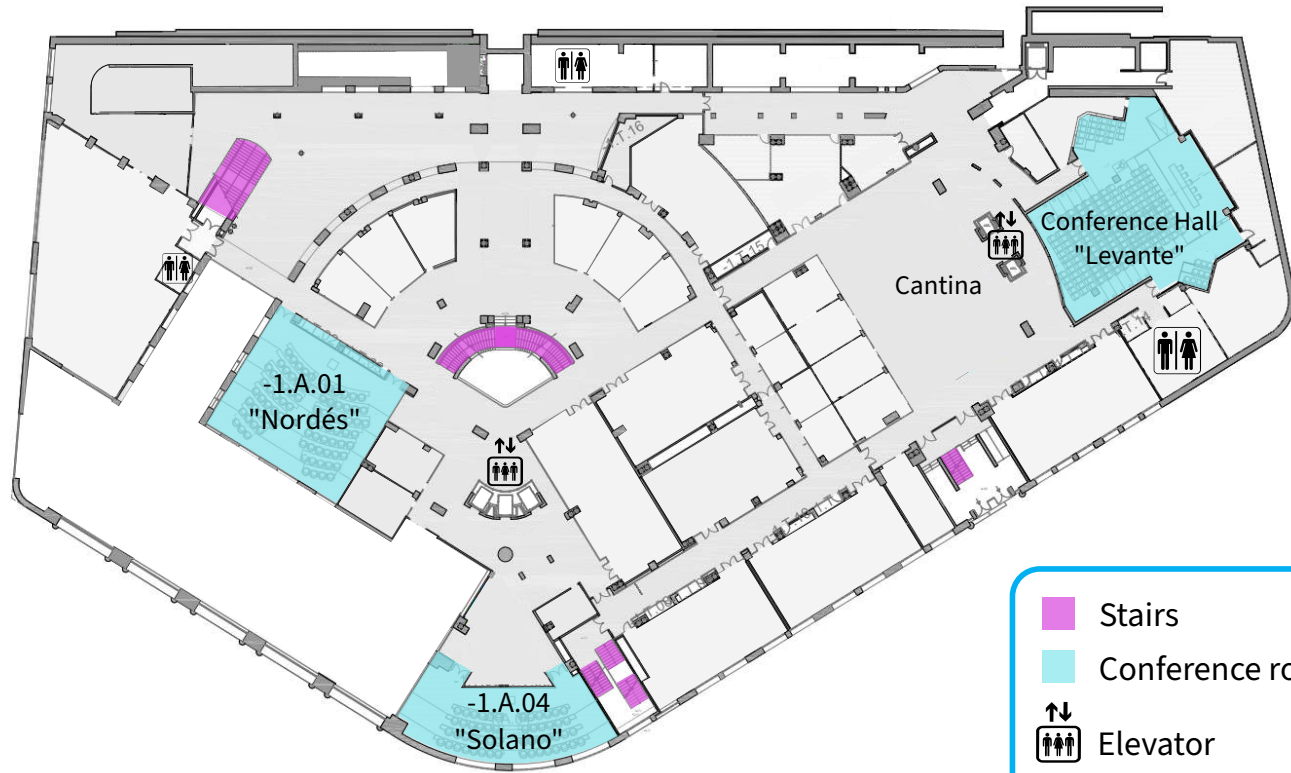 Conference Hall
"Levante"
Cantina
-1.A.01
"Nordés"
-1.A.04
"Solano"
Stairs
Conference ro
Elevator